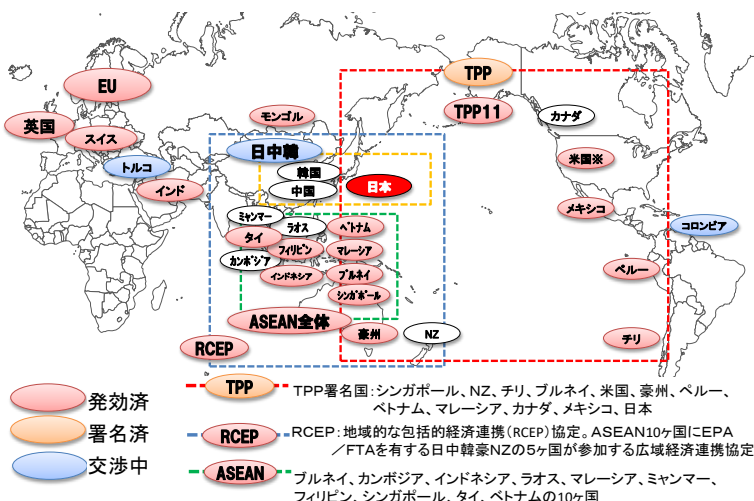 EU
TPP
英国
スイス
モンゴル
TPP11
カナダ
日中韓
トルコ
韓国
米国※
インド
中国
日本
メキシコ
ミャンマー
ラオス
ベトナム
コロンビア
タイ
フィリピン
マレーシア
カンボジア
インドネシア
ブルネイ
ペルー
シンガポール
ASEAN全体
豪州
NZ
チリ
RCEP
発効済
署名済
交渉中
TPP
TPP署名国：シンガポール、NZ、チリ、ブルネイ、米国、豪州、ペルー、
ベトナム、マレーシア、カナダ、メキシコ、日本
RCEP
RCEP：地域的な包括的経済連携(RCEP)協定。ASEAN10ヶ国にEPA
／FTAを有する日中韓豪NZの5ヶ国が参加する広域経済連携協定
ASEAN
ブルネイ、カンボジア、インドネシア、ラオス、マレーシア、ミャンマー、
フィリピン、シンガポール、タイ、ベトナムの10ヶ国